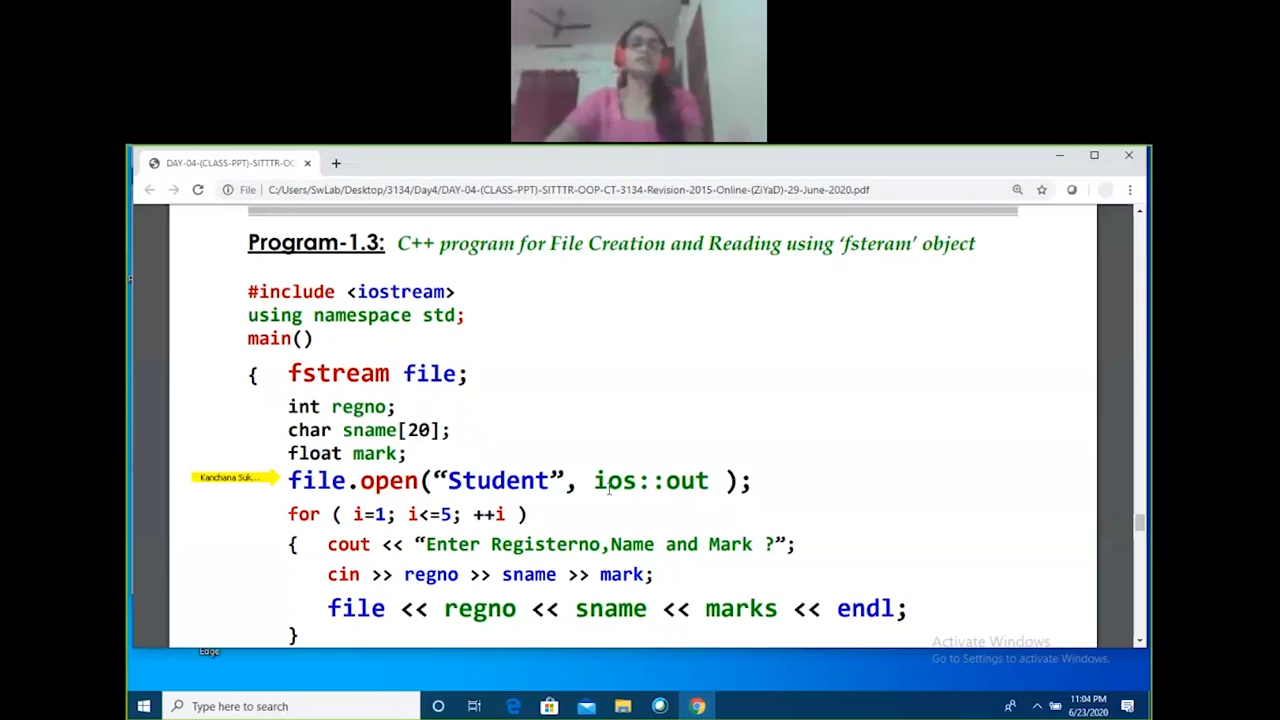 DAY-04-(CLASS-PPT)-SITTTR-OO
File C:/Users/SwLab/Desktop/3134/Day4/DAY-04-(CLASS-PPT)-SITTTR-OOP-CT-3134-Revision-2015-Online-(ZiYaD)-29-June-2020.pdf
Program-1.3: C++ program for File Creation and Reading using ‘fsteram’ object
#include <iostream>
using namespace std;
main()
{ fstream file;
int regno;
char sname[20];
float mark;
Kanchana Suk...
file.open(“Student”, ios::out );
for ( i=1; i<=5; ++i )
{ cout << “Enter Registerno,Name and Mark ?”;
cin >> regno >> sname >> mark;
file << regno << sname << marks << endl;
}
Activate Windows
Go to Settings to activate Windows.
Edge
Type here to search
11:04 PM
6/23/2020